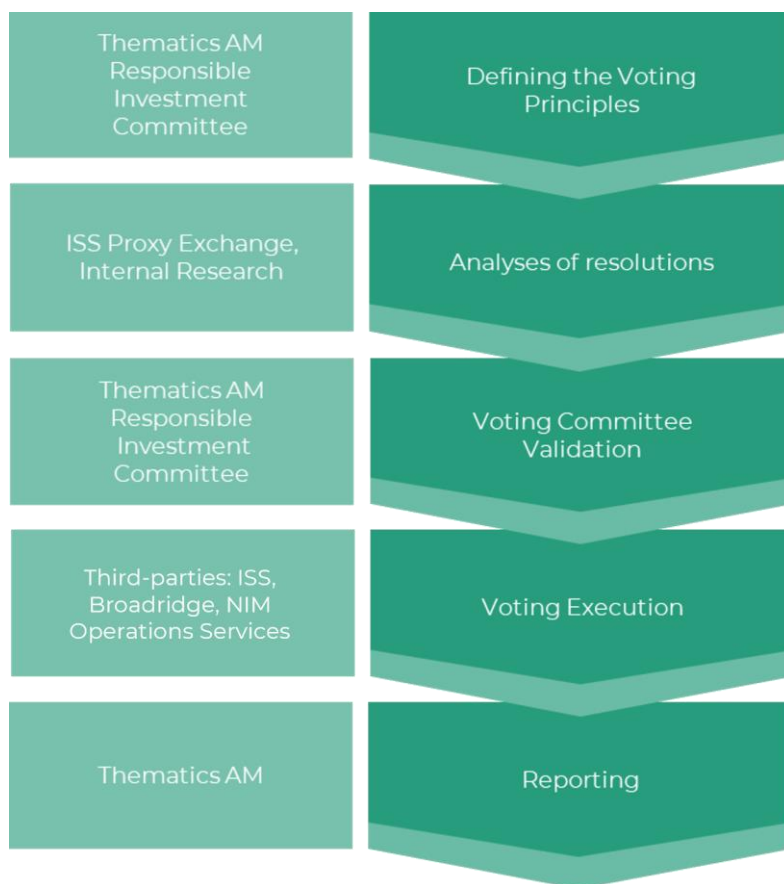 Thematics AM
Responsible
Investment
Committee
Defining the Voting
Principles
ISS Proxy Exchange,
Internal Research
Analyses of resolutions
Thematics AM
Responsible
Investment
Committee
Voting Committee
Validation
Third-parties: ISS,
Broadridge, NIM
Operations Services
Voting Execution
Thematics AM
Reporting